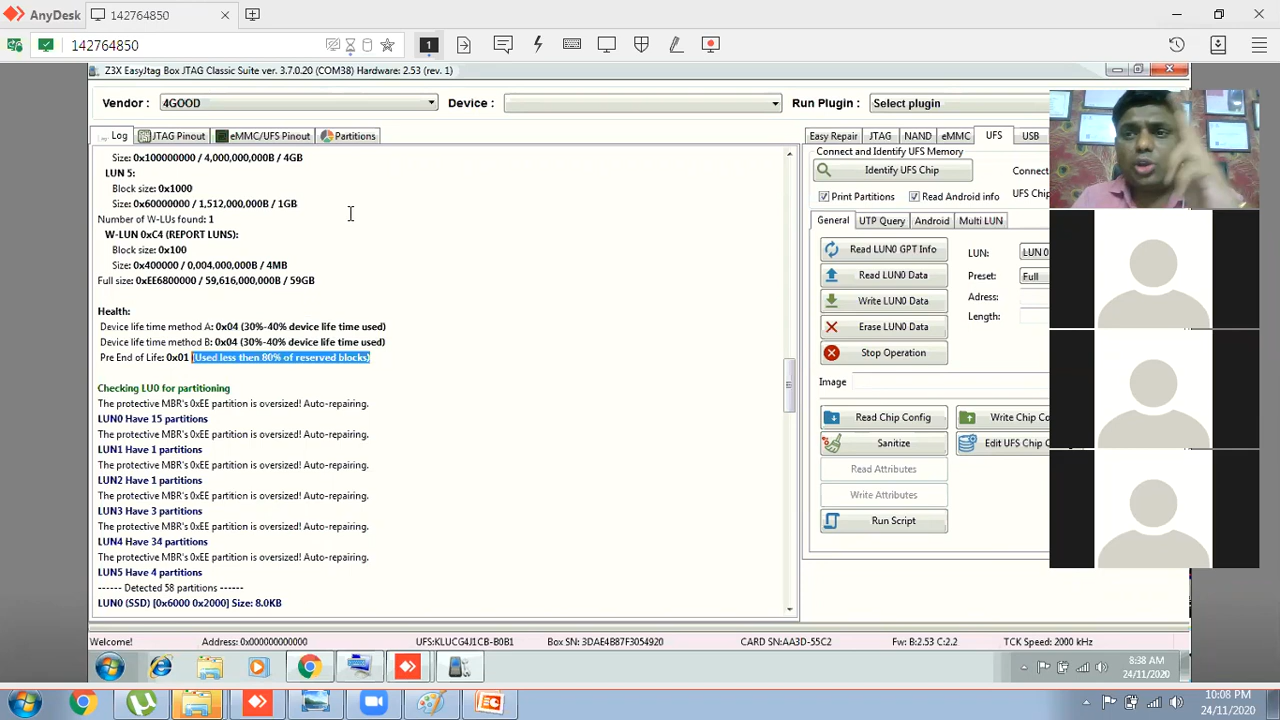 AnyDesk
142764850
142764850
1
Z3X EasyJtag Box JTAG Classic Suite ver. 3.7.0.20 (COM38) Hardware: 2.53 (rev. 1)
Vendor : 4GOOD Device : Run Plugin : Select plugin
Log JTAG Pinout eMMC/UFS Pinout Partitions
Easy Repair JTAG NAND eMMC UFS USB
Size: 0x100000000 / 4,000,000,000B / 4GB
LUN 5:
Block size: 0x1000
Size: 0x60000000 / 1,512,000,000B / 1GB
Number of W-LUs found: 1
W-LUN 0xC4 (REPORT LUNS):
Block size: 0x100
Size: 0x400000 / 0,004,000,000B / 4MB
Full size: 0xEE6800000 / 59,616,000,000B / 59GB
Health:
Device life time method A: 0x04 (30%-40% device life time used)
Device life time method B: 0x04 (30%-40% device life time used)
Pre End of Life: 0x01 (Used less then 80% of reserved blocks)
Checking LU0 for partitioning
The protective MBR's 0xEE partition is oversized! Auto-repairing.
LUN0 Have 15 partitions
The protective MBR's 0xEE partition is oversized! Auto-repairing.
LUN1 Have 1 partitions
The protective MBR's 0xEE partition is oversized! Auto-repairing.
LUN2 Have 1 partitions
The protective MBR's 0xEE partition is oversized! Auto-repairing.
LUN3 Have 3 partitions
The protective MBR's 0xEE partition is oversized! Auto-repairing.
LUN4 Have 34 partitions
The protective MBR's 0xEE partition is oversized! Auto-repairing.
LUN5 Have 4 partitions
------ Detected 58 partitions ------
LUN0 (SSD) [0x6000 0x2000] Size: 8.0KB
Connect and Identify UFS Memory
Identify UFS Chip Connec
Print Partitions Read Android info UFS Chip
General UTP Query Android Multi LUN
Read LUN0 GPT Info LUN: LUN 0
Read LUN0 Data Preset: Full
Write LUN0 Data Adress:
Erase LUN0 Data Length:
Stop Operation
Image
Read Chip Config Write Chip Co
Sanitize Edit UFS Chip C
Read Attributes
Write Attributes
Run Script
Welcome! Address: 0x000000000000 UFS:KLUCG4J1CB-B0B1 Box SN: 3DAE4B87F3054920 CARD SN:AA3D-55C2 Fw: B:2.53 C:2.2 TCK Speed: 2000 kHz
8:38 AM
24/11/2020
10:08 PM
24/11/2020